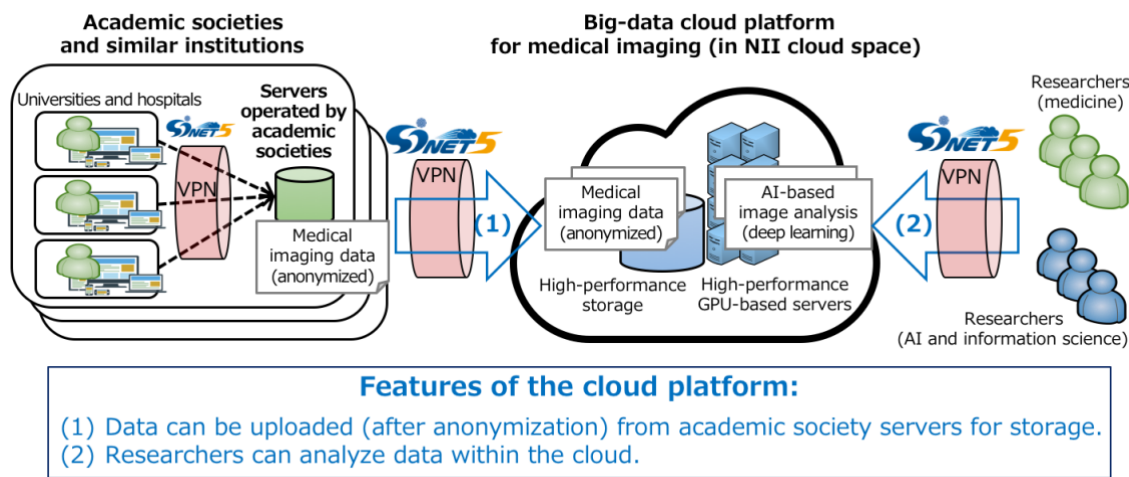 Academic societies
and similar institutions
Big-data cloud platform
for medical imaging (in NII cloud space)
Universities and hospitals
SINET5
VPN
Servers
operated by
academic
societies
Medical
imaging data
(anonymized)
SINET5
VPN
(1)
Medical
imaging data
(anonymized)
High-performance
storage
AI-based
image analysis
(deep learning)
High-performance
GPU-based servers
(2)
SINET5
VPN
Researchers
(medicine)
Researchers
(AI and information science)
Features of the cloud platform:
(1) Data can be uploaded (after anonymization) from academic society servers for storage.
(2) Researchers can analyze data within the cloud.